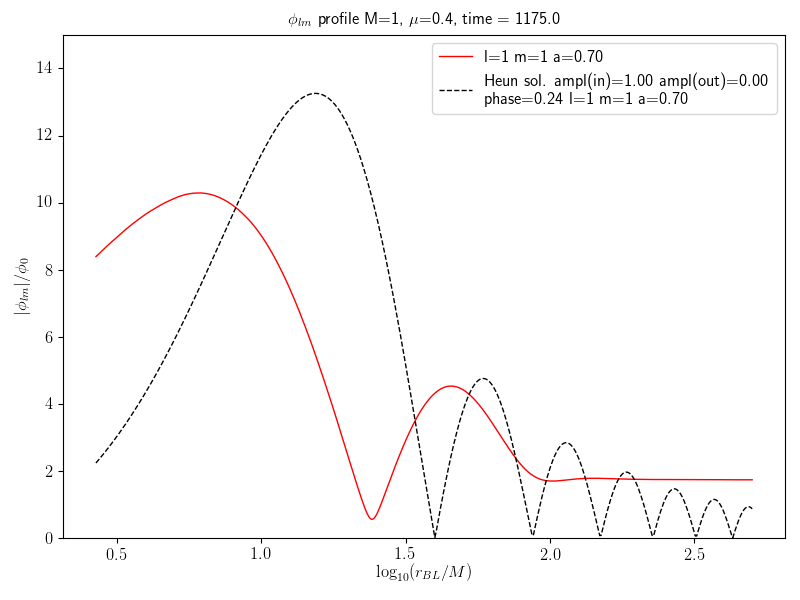 ϕ_lm profile M=1, μ=0.4, time = 1175.0
l=1 m=1 a=0.70
Heun sol. ampl(in)=1.00 ampl(out)=0.00
phase=0.24 l=1 m=1 a=0.70
|ϕ_lm|/ϕ_0
14
12
10
8
6
4
2
0
0.5 1.0 1.5 2.0 2.5
log_10(r_BL/M)